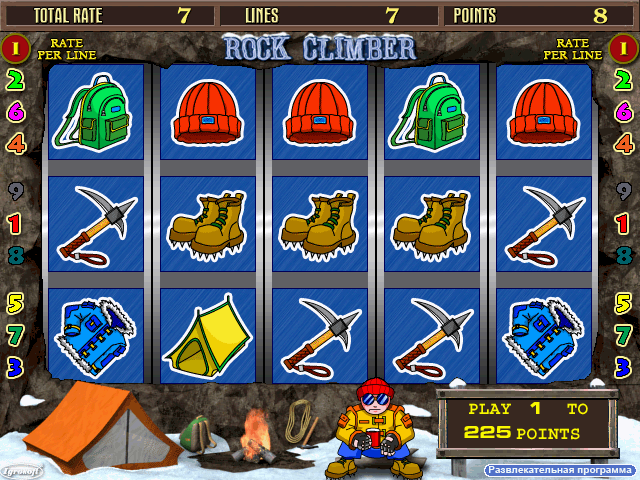 TOTAL RATE 7 LINES 7 POINTS 8
1 RATE PER LINE ROCK CLIMBER RATE PER LINE 1
2 2
6 6
4 4
9 9
1 1
8 8
5 5
7 7
3 3
PLAY 1 TO
225 POINTS
Igrosoft Развлекательная программа